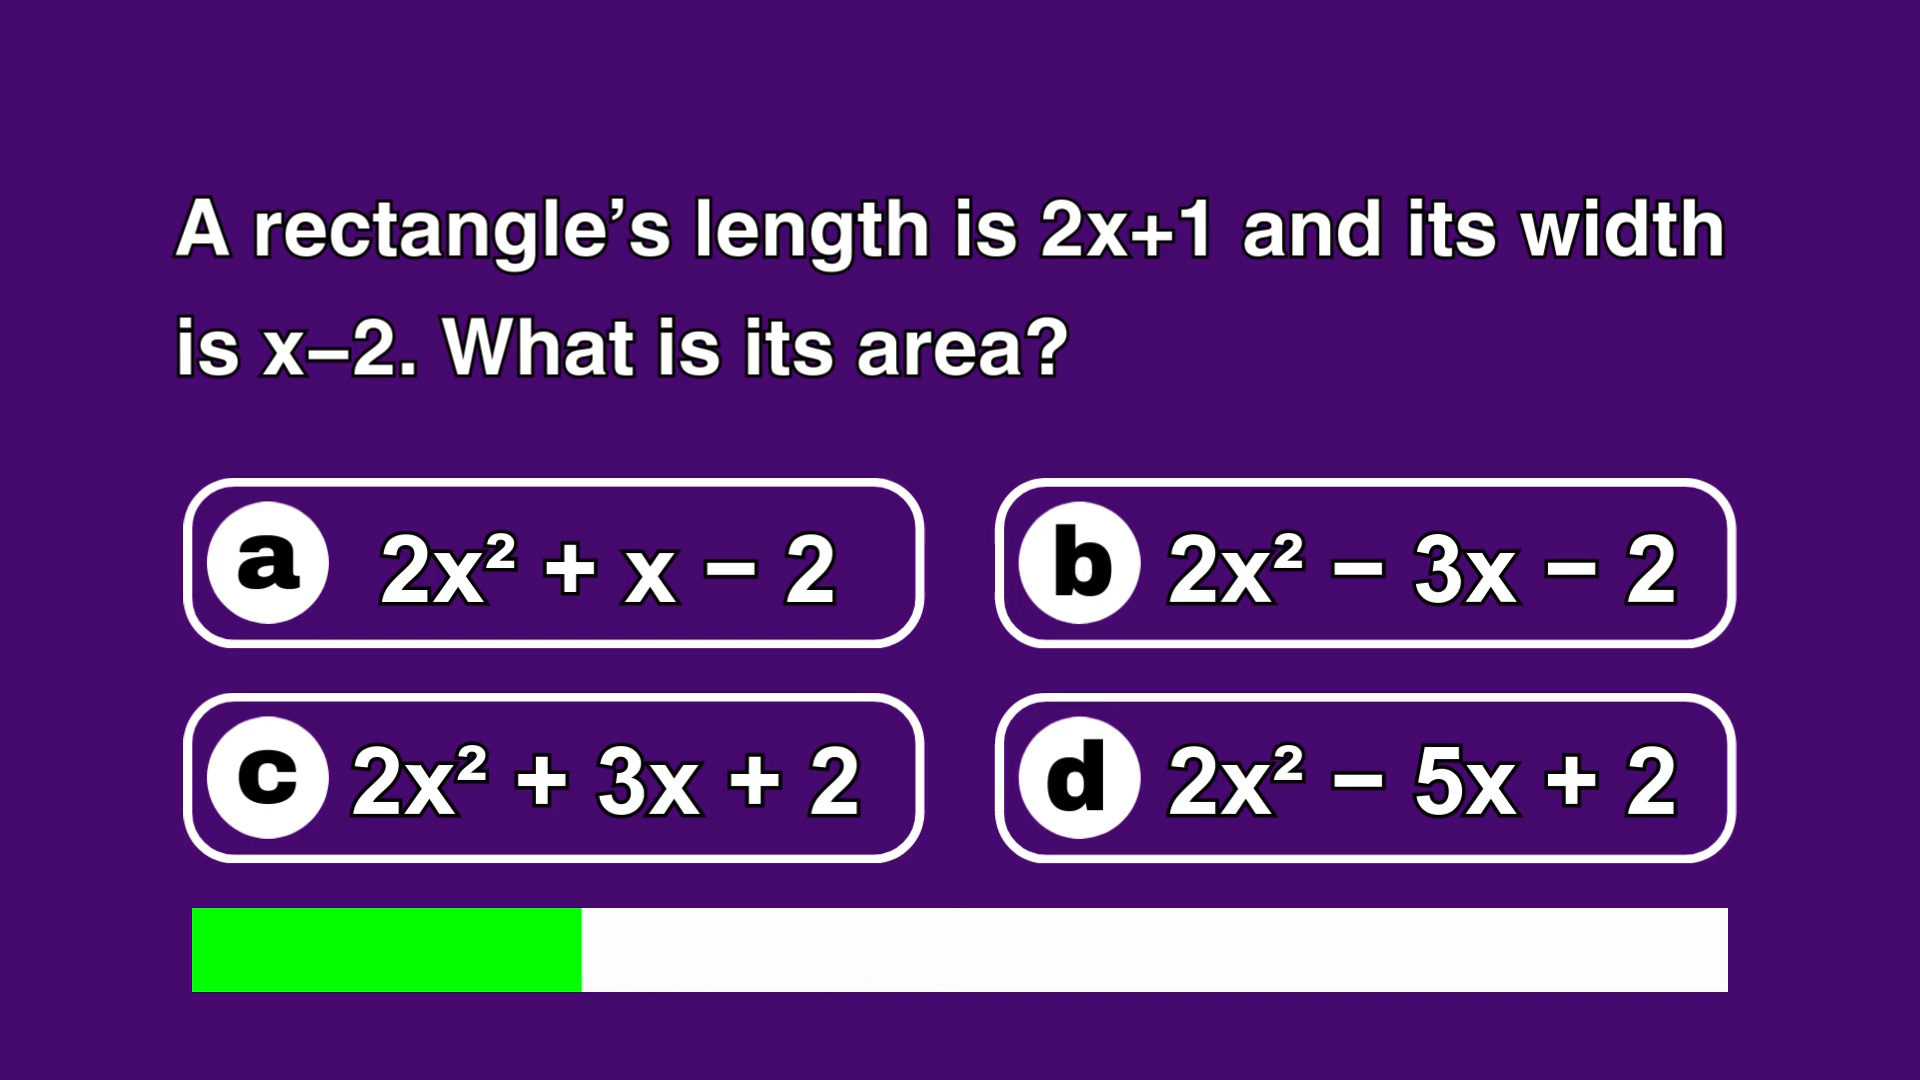 A rectangle’s length is 2x+1 and its width
is x–2. What is its area?
a 2x² + x – 2
b 2x² – 3x – 2
c 2x² + 3x + 2
d 2x² – 5x + 2